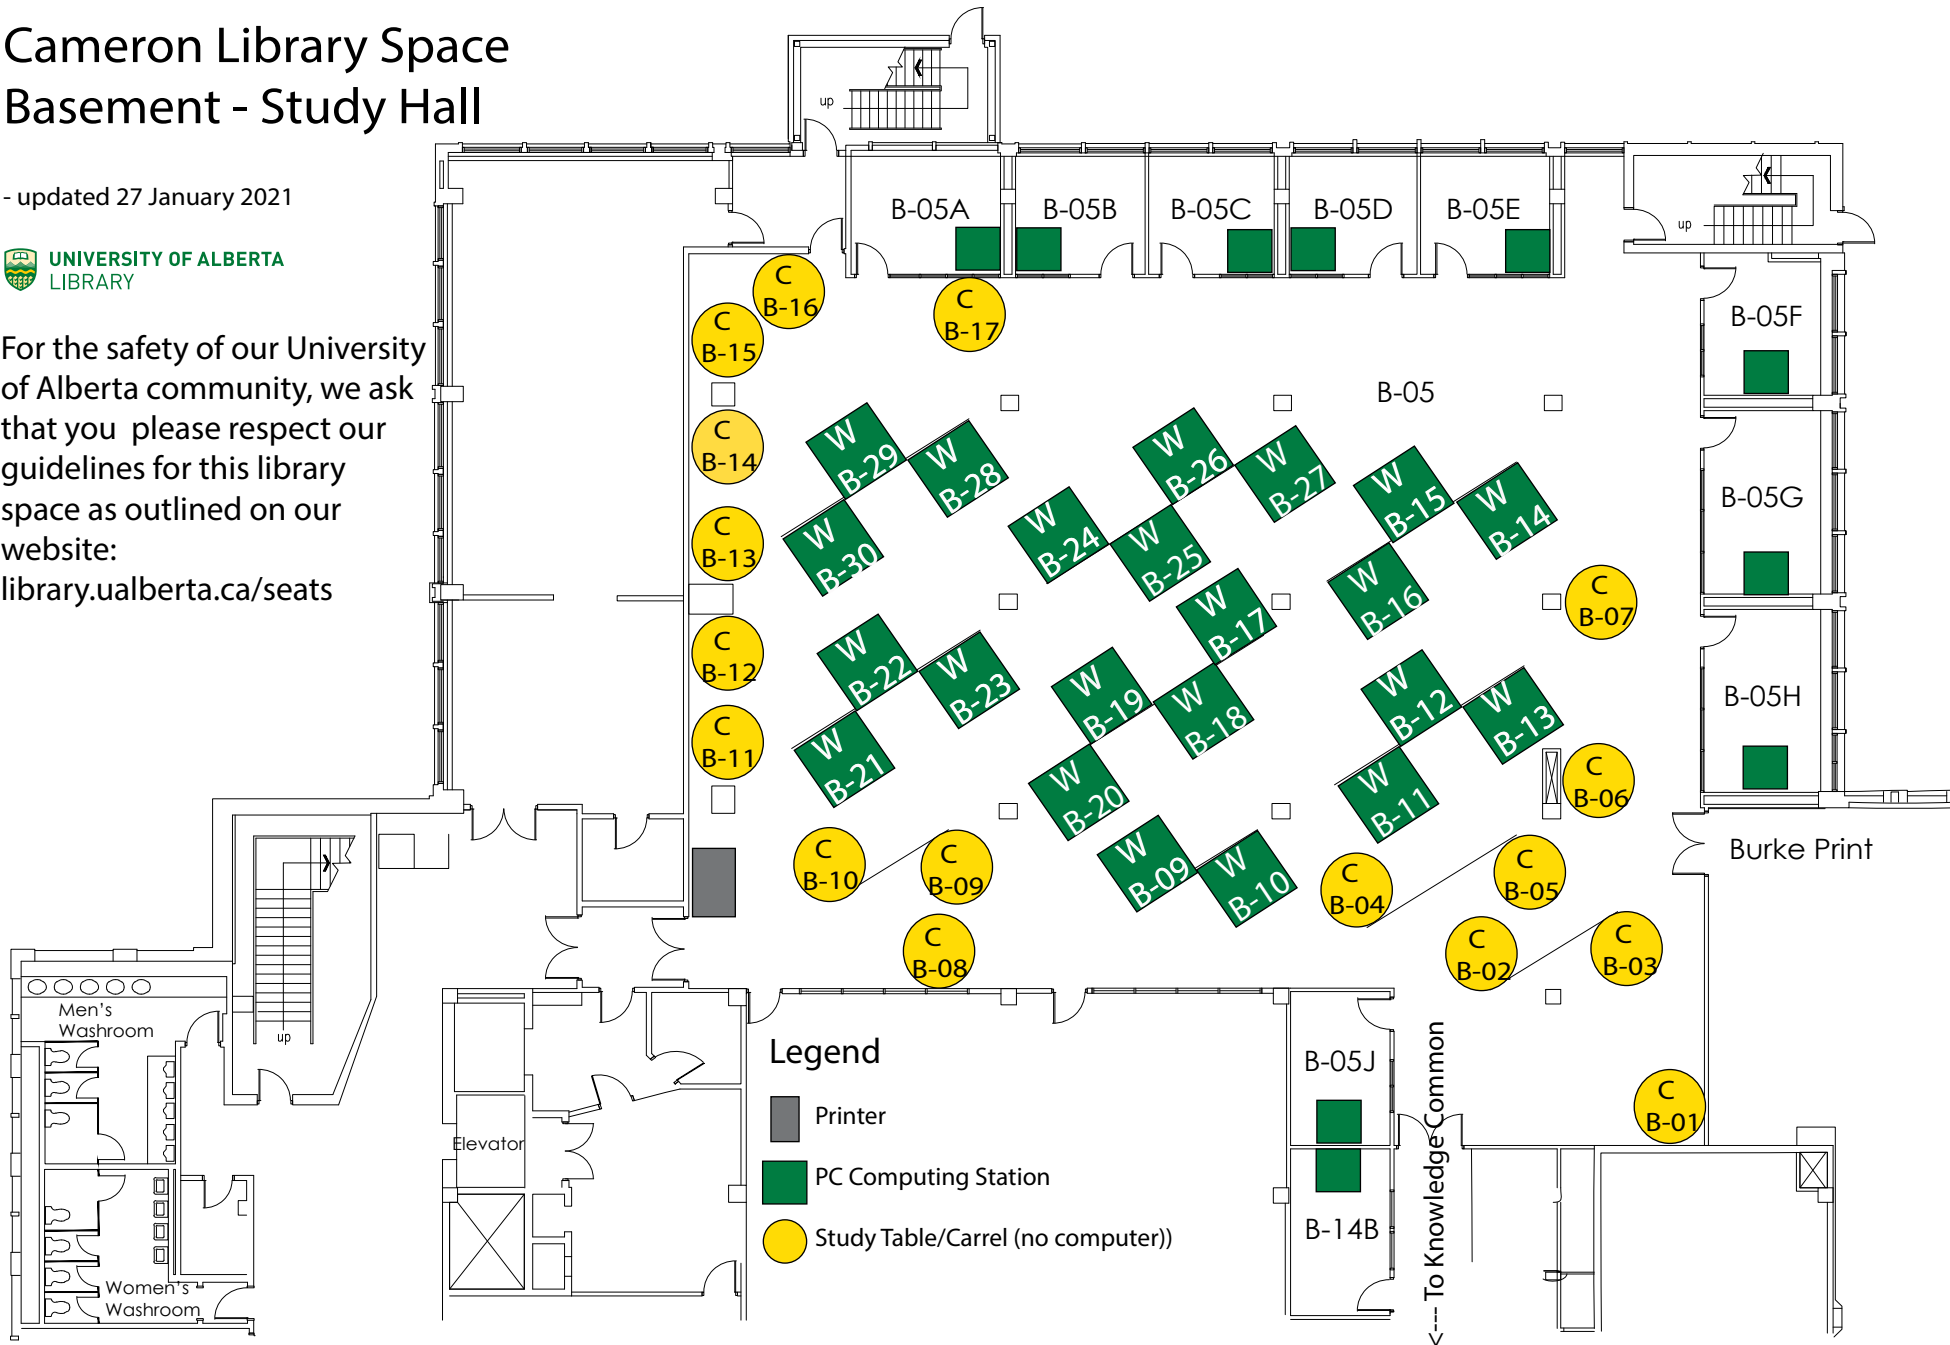 Cameron Library Space
Basement - Study Hall
- updated 27 January 2021
UNIVERSITY OF ALBERTA
LIBRARY
For the safety of our University
of Alberta community, we ask
that you  please respect our
guidelines for this library
space as outlined on our
website:
library.ualberta.ca/seats
up
B-05A
B-05B
B-05C
B-05D
B-05E
up
C
B-16
C
B-17
C
B-15
B-05F
B-05
C
B-14
W
B-29
W
B-28
W
B-26
W
B-27
W
B-15
W
B-14
B-05G
C
B-13
W
B-30
W
B-24
W
B-25
W
B-16
C
B-07
W
B-17
C
B-12
W
B-22
W
B-23
W
B-19
W
B-18
W
B-12
W
B-13
B-05H
C
B-11
W
B-21
W
B-20
W
B-11
C
B-06
Burke Print
C
B-10
C
B-09
W
B-09
W
B-10
C
B-04
C
B-05
C
B-08
C
B-02
C
B-03
Men's
Washroom
up
Legend
Printer
PC Computing Station
Study Table/Carrel (no computer))
Elevator
B-05J
B-14B
<---- To Knowledge Common
C
B-01
Women's
Washroom